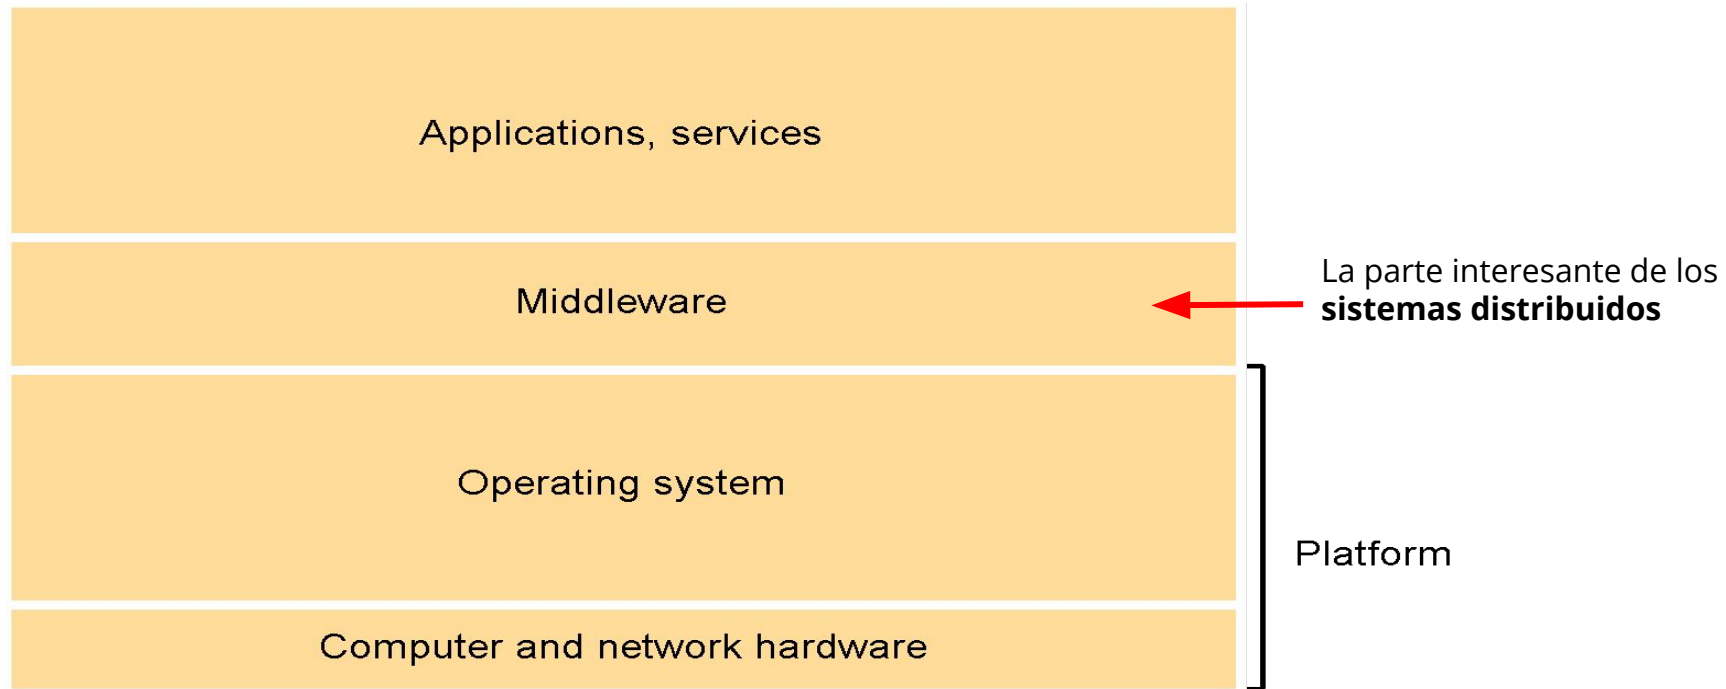 Applications, services
Middleware
La parte interesante de los
sistemas distribuidos
Operating system
Platform
Computer and network hardware